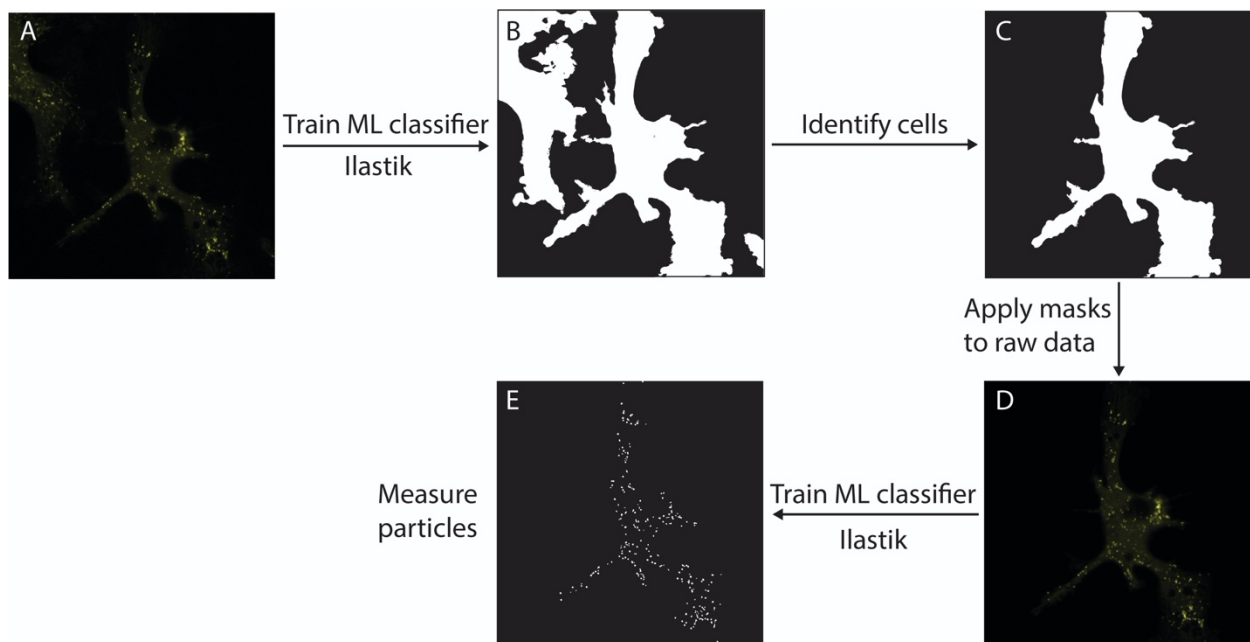 A
Train ML classifier
Ilastik
B
Identify cells
C
Apply masks
to raw data
D
Train ML classifier
Ilastik
E
Measure
particles